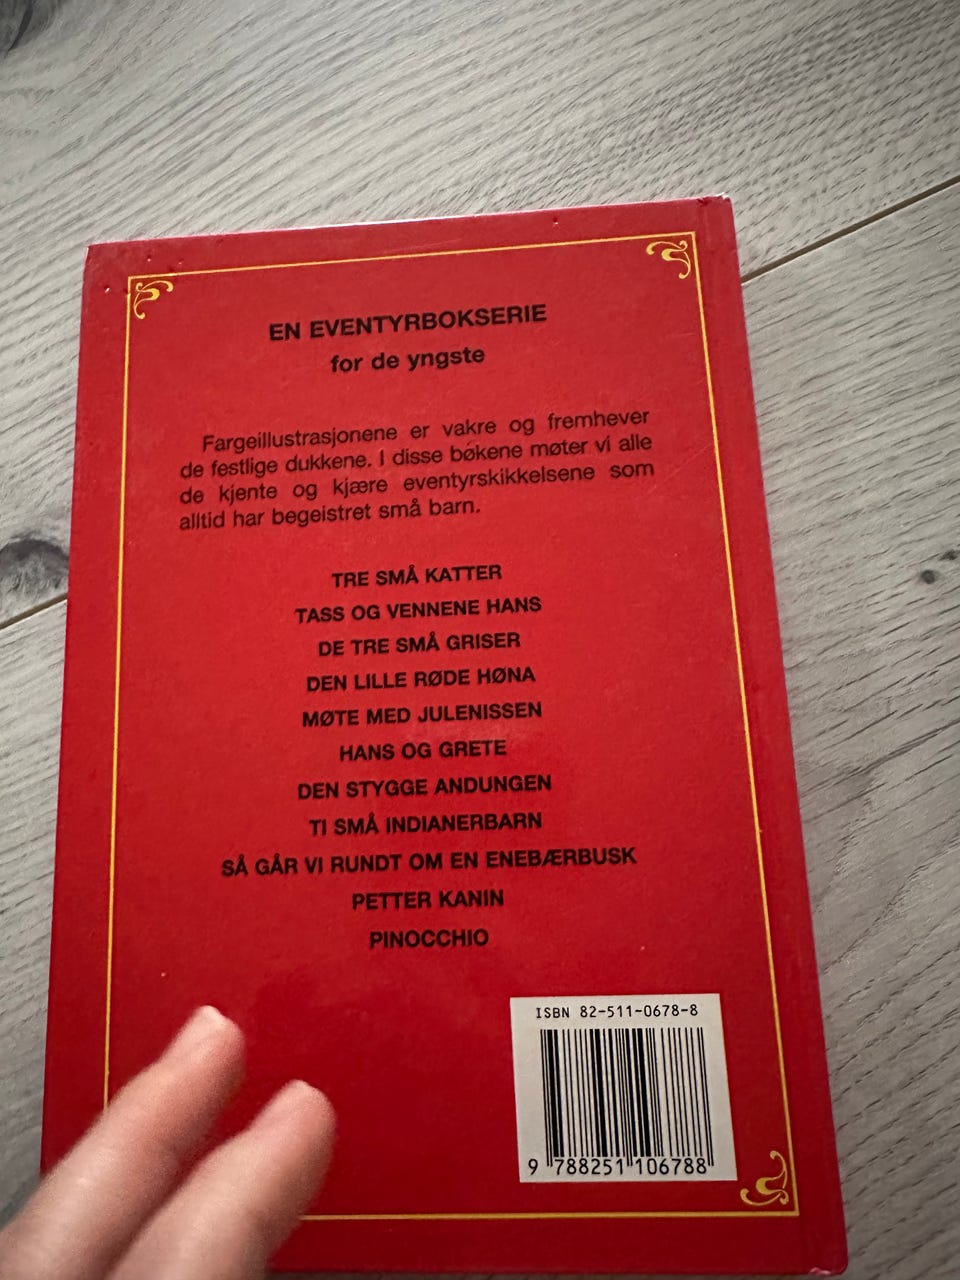 EN EVENTYRBOKSERIE
for de yngste
Fargeillustrasjonene er vakre og fremhever
de festlige dukkene. I disse bøkene møter vi alle
de kjente og kjære eventyrskikkelsene som
alltid har begeistret små barn.
TRE SMÅ KATTER
TASS OG VENNENE HANS
DE TRE SMÅ GRISER
DEN LILLE RØDE HØNA
MØTE MED JULENISSEN
HANS OG GRETE
DEN STYGGE ANDUNGEN
TI SMÅ INDIANERBARN
SÅ GÅR VI RUNDT OM EN ENEBÆRBUSK
PETTER KANIN
PINOCCHIO
ISBN 82-511-0678-8
9 788251 106788